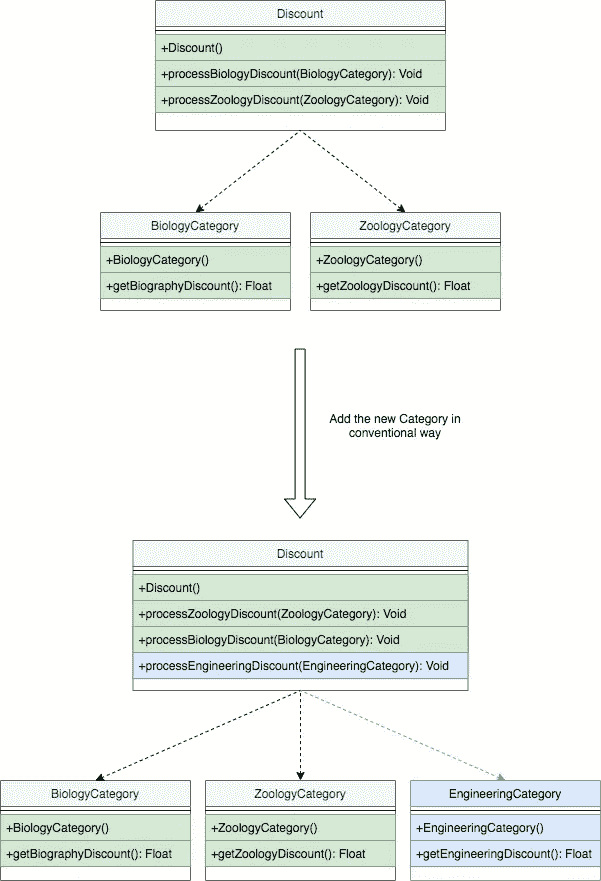 Discount
+Discount()
+processBiologyDiscount(BiologyCategory): Void
+processZoologyDiscount(ZoologyCategory): Void
BiologyCategory
+BiologyCategory()
+getBiographyDiscount(): Float
ZoologyCategory
+ZoologyCategory()
+getZoologyDiscount(): Float
Add the new Category in
conventional way
Discount
+Discount()
+processZoologyDiscount(ZoologyCategory): Void
+processBiologyDiscount(BiologyCategory): Void
+processEngineeringDiscount(EngineeringCategory): Void
BiologyCategory
+BiologyCategory()
+getBiographyDiscount(): Float
ZoologyCategory
+ZoologyCategory()
+getZoologyDiscount(): Float
EngineeringCategory
+EngineeringCategory()
+getEngineeringDiscount(): Float